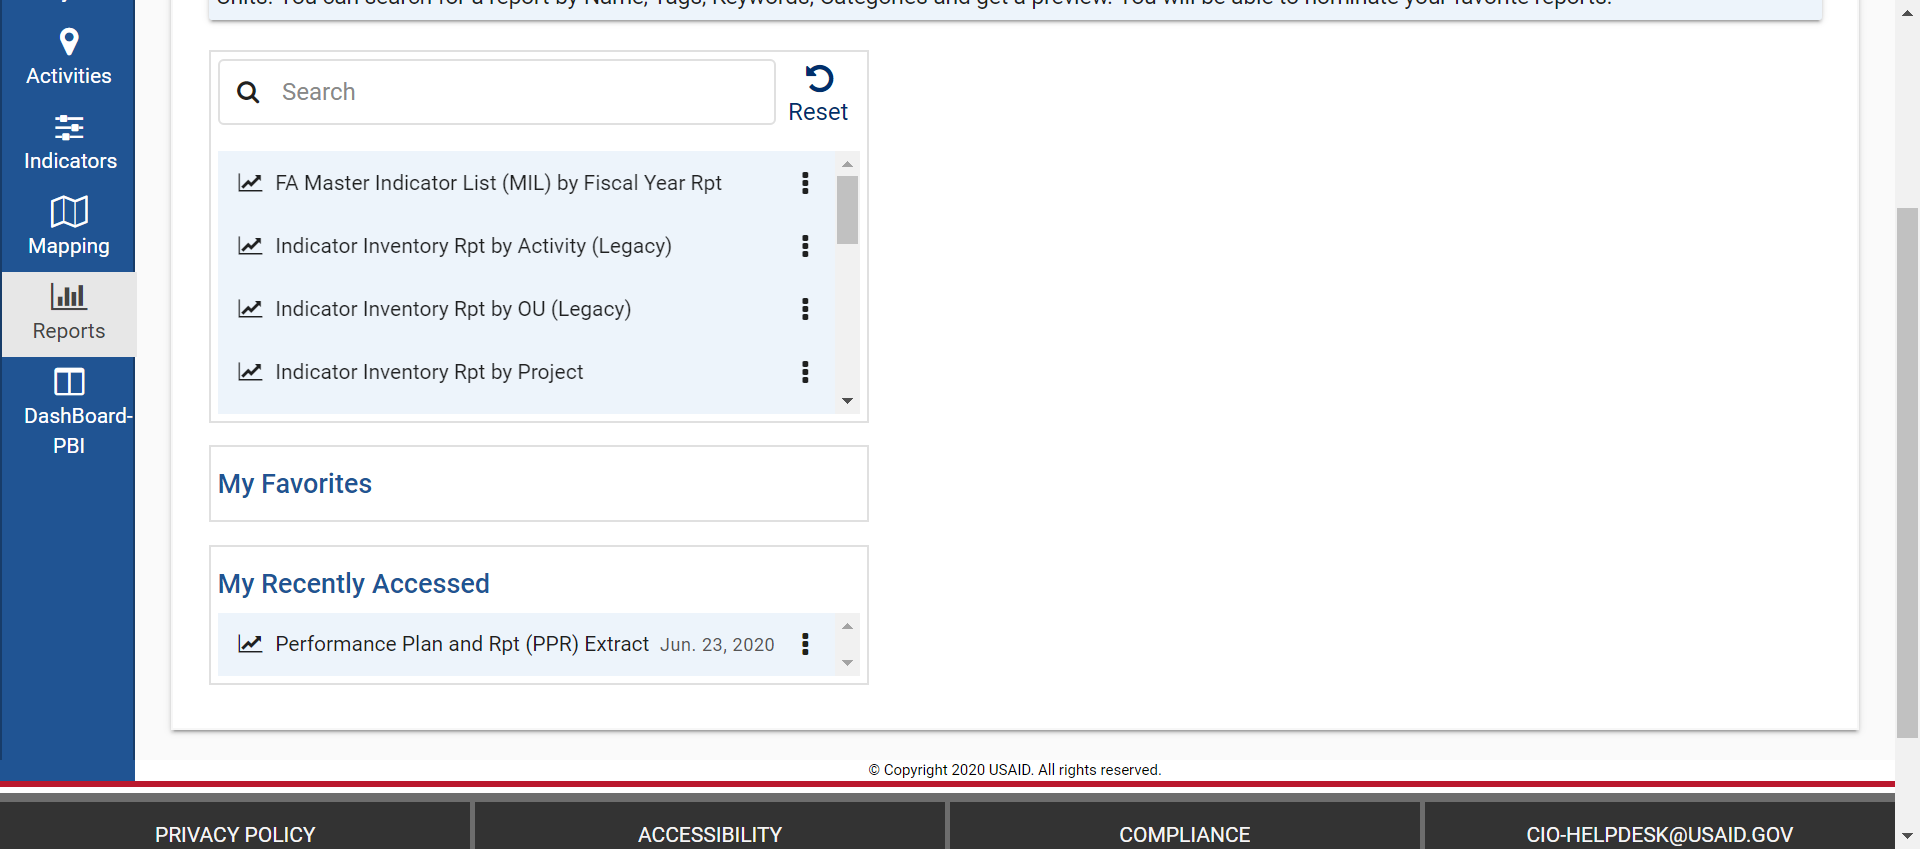 Units. You can search for a report by Name, Tags, Keywords, Categories and get a preview. You will be able to nominate your favorite reports.
Activities
Indicators
Mapping
Reports
DashBoard-
PBI
Search
Reset
FA Master Indicator List (MIL) by Fiscal Year Rpt
Indicator Inventory Rpt by Activity (Legacy)
Indicator Inventory Rpt by OU (Legacy)
Indicator Inventory Rpt by Project
My Favorites
My Recently Accessed
Performance Plan and Rpt (PPR) Extract Jun. 23, 2020
© Copyright 2020 USAID. All rights reserved.
PRIVACY POLICY
ACCESSIBILITY
COMPLIANCE
CIO-HELPDESK@USAID.GOV